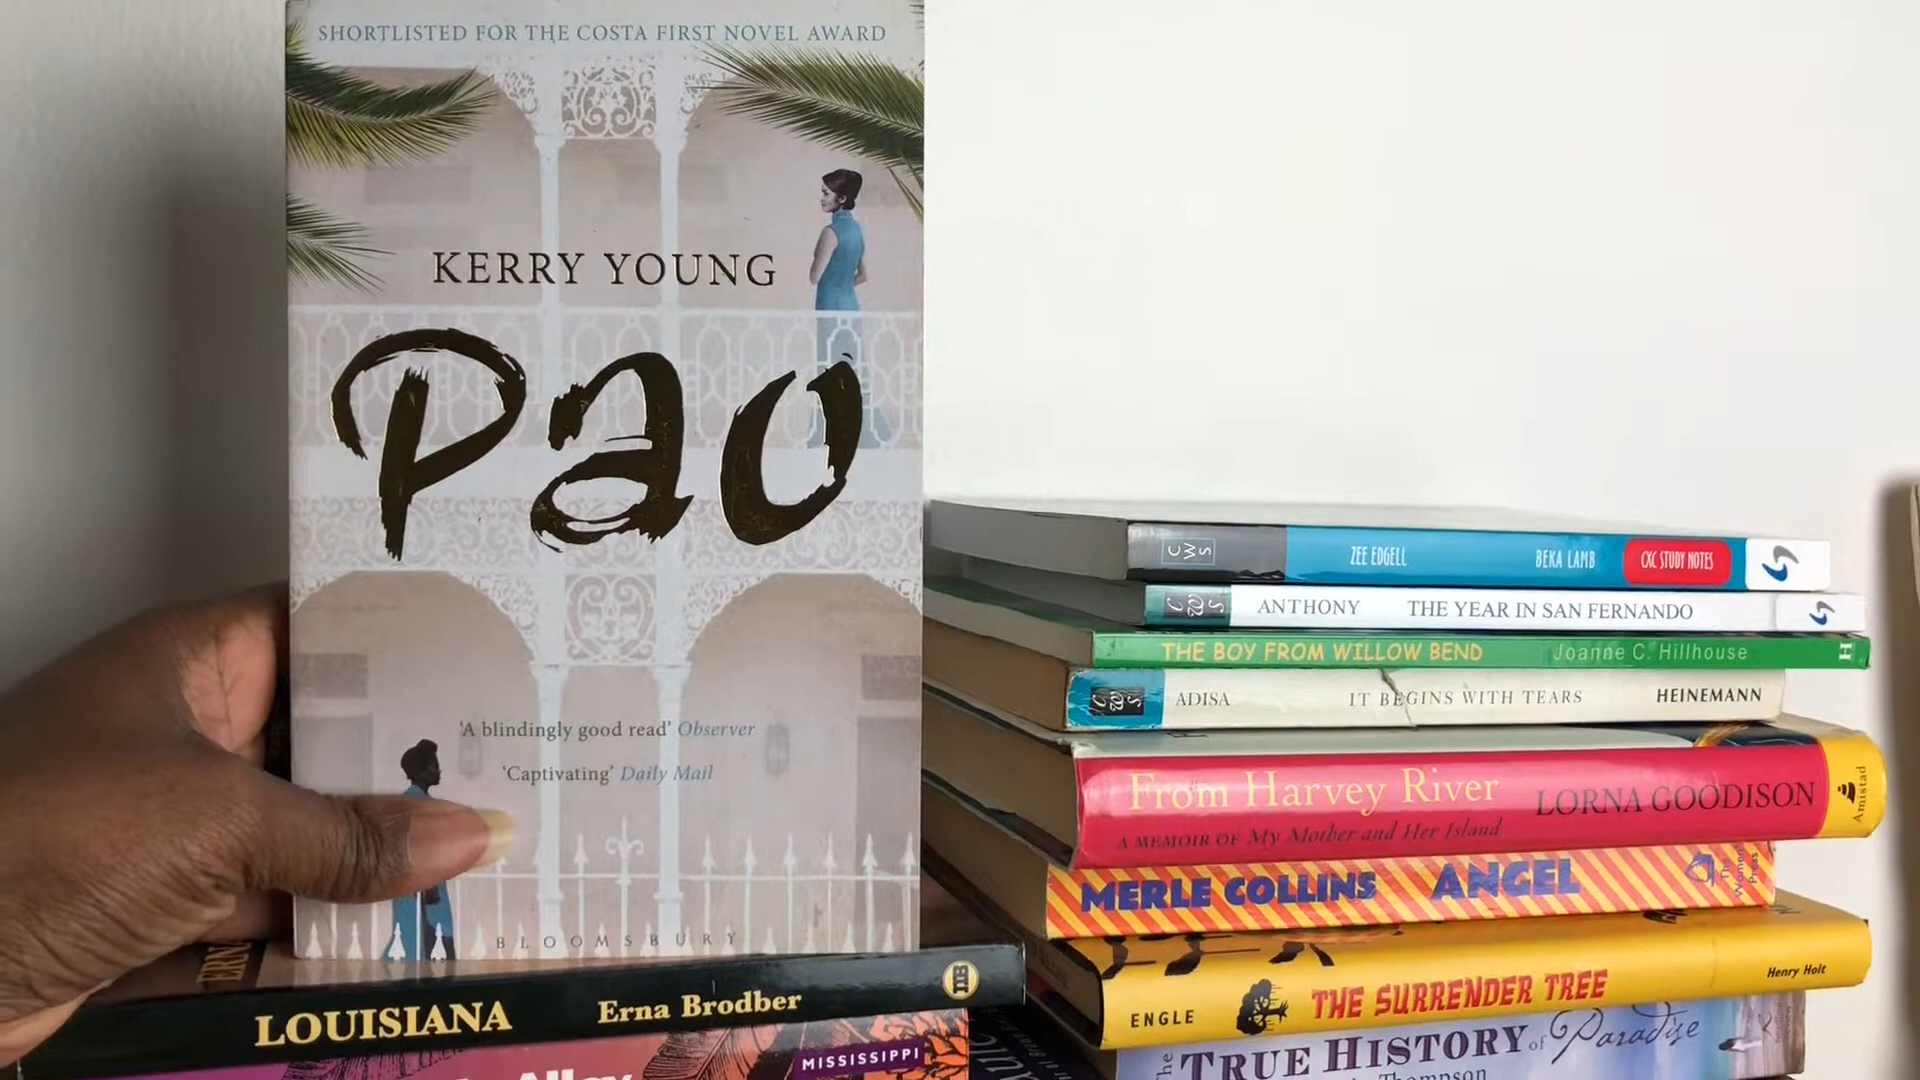 SHORTLISTED FOR THE COSTA FIRST NOVEL AWARD
KERRY YOUNG
Pao
'A blindingly good read' Observer
'Captivating' Daily Mail
BLOOMSBURY
LOUISIANA Erna Brodber
MISSISSIPPI
CWS ZEE EDGELL BEKA LAMB CXC STUDY NOTES
CWS ANTHONY THE YEAR IN SAN FERNANDO
THE BOY FROM WILLOW BEND Joanne C. Hillhouse H
CWS ADISA IT BEGINS WITH TEARS HEINEMANN
From Harvey River LORNA GOODISON Amistad
A MEMOIR OF My Mother and Her Island
MERLE COLLINS ANGEL The Women's Press
ENGLE THE SURRENDER TREE Henry Holt
The TRUE HISTORY of Paradise
Thompson